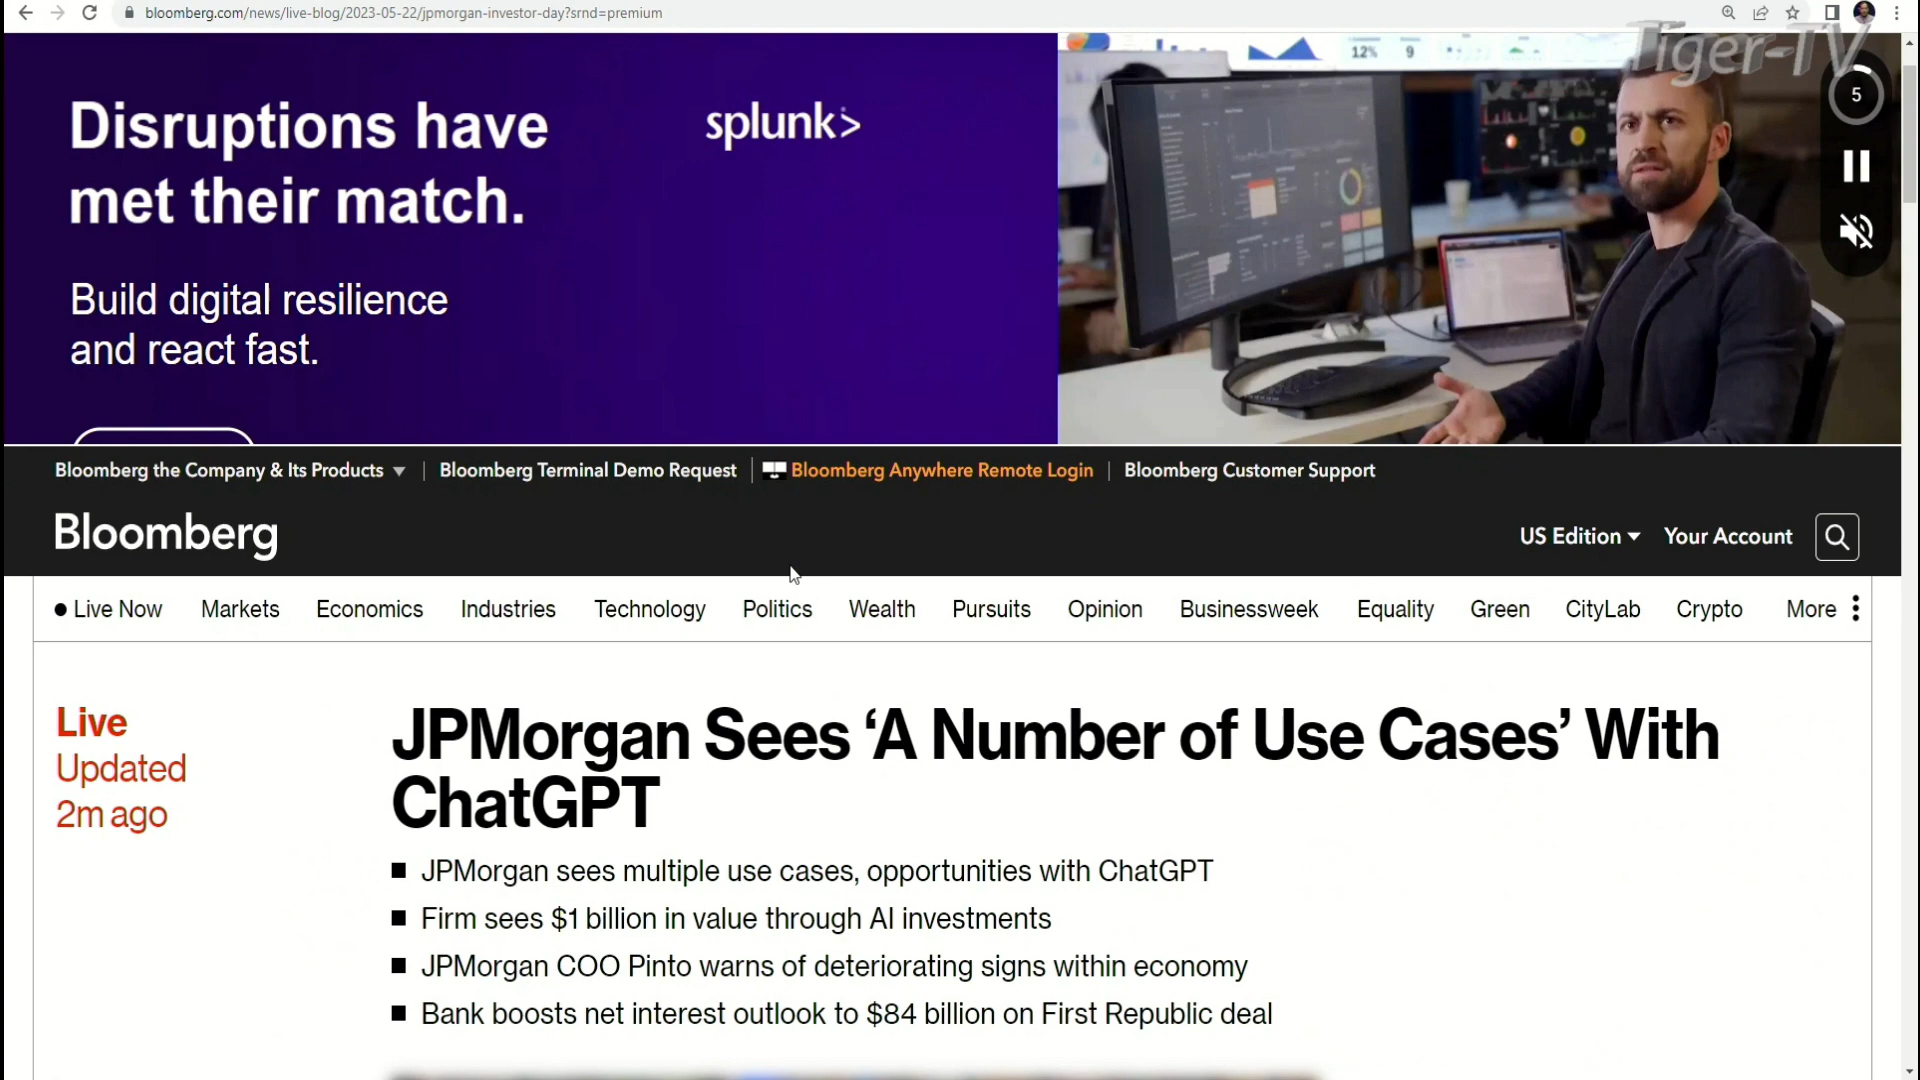 bloomberg.com/news/live-blog/2023-05-22/jpmorgan-investor-day?srnd=premium
Tiger-TV
Disruptions have
met their match.
splunk>
12% 9
5
Build digital resilience
and react fast.
Bloomberg the Company & Its Products ▾ | Bloomberg Terminal Demo Request | Bloomberg Anywhere Remote Login | Bloomberg Customer Support
Bloomberg
US Edition ▾ Your Account
● Live Now Markets Economics Industries Technology Politics Wealth Pursuits Opinion Businessweek Equality Green CityLab Crypto More
Live
Updated
2m ago
JPMorgan Sees ‘A Number of Use Cases’ With
ChatGPT
■ JPMorgan sees multiple use cases, opportunities with ChatGPT
■ Firm sees $1 billion in value through AI investments
■ JPMorgan COO Pinto warns of deteriorating signs within economy
■ Bank boosts net interest outlook to $84 billion on First Republic deal